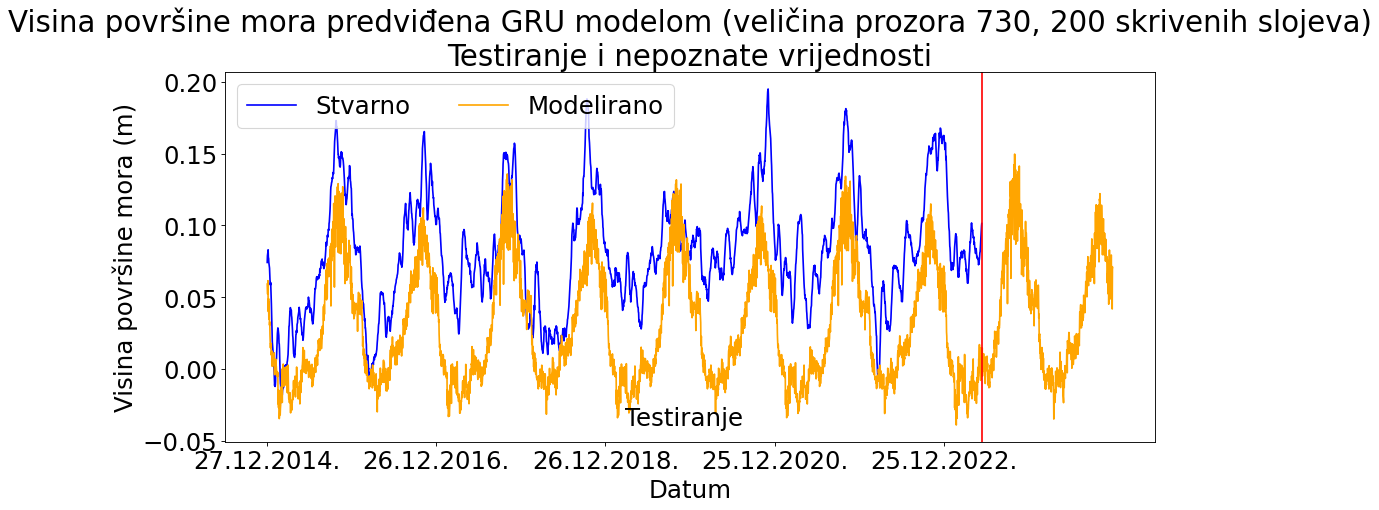 Visina površine mora predviđena GRU modelom (veličina prozora 730, 200 skrivenih slojeva)
Testiranje i nepoznate vrijednosti
Stvarno Modelirano
Visina površine mora (m)
0.20
0.15
0.10
0.05
0.00
−0.05
Testiranje
27.12.2014. 26.12.2016. 26.12.2018. 25.12.2020. 25.12.2022.
Datum